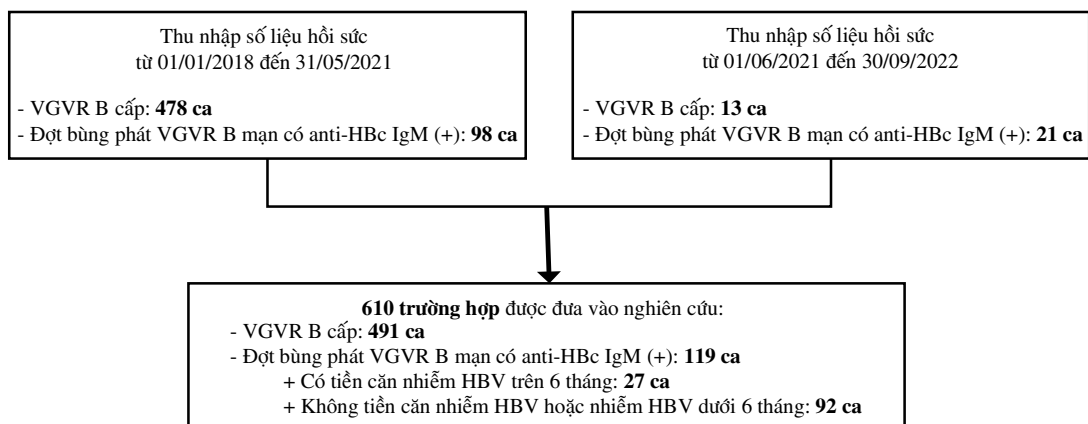 Thu nhập số liệu hồi sức
từ 01/01/2018 đến 31/05/2021
- VGVR B cấp: 478 ca
- Đợt bùng phát VGVR B mạn có anti-HBc IgM (+): 98 ca
Thu nhập số liệu hồi sức
từ 01/06/2021 đến 30/09/2022
- VGVR B cấp: 13 ca
- Đợt bùng phát VGVR B mạn có anti-HBc IgM (+): 21 ca
610 trường hợp được đưa vào nghiên cứu:
- VGVR B cấp: 491 ca
- Đợt bùng phát VGVR B mạn có anti-HBc IgM (+): 119 ca
+ Có tiền căn nhiễm HBV trên 6 tháng: 27 ca
+ Không tiền căn nhiễm HBV hoặc nhiễm HBV dưới 6 tháng: 92 ca